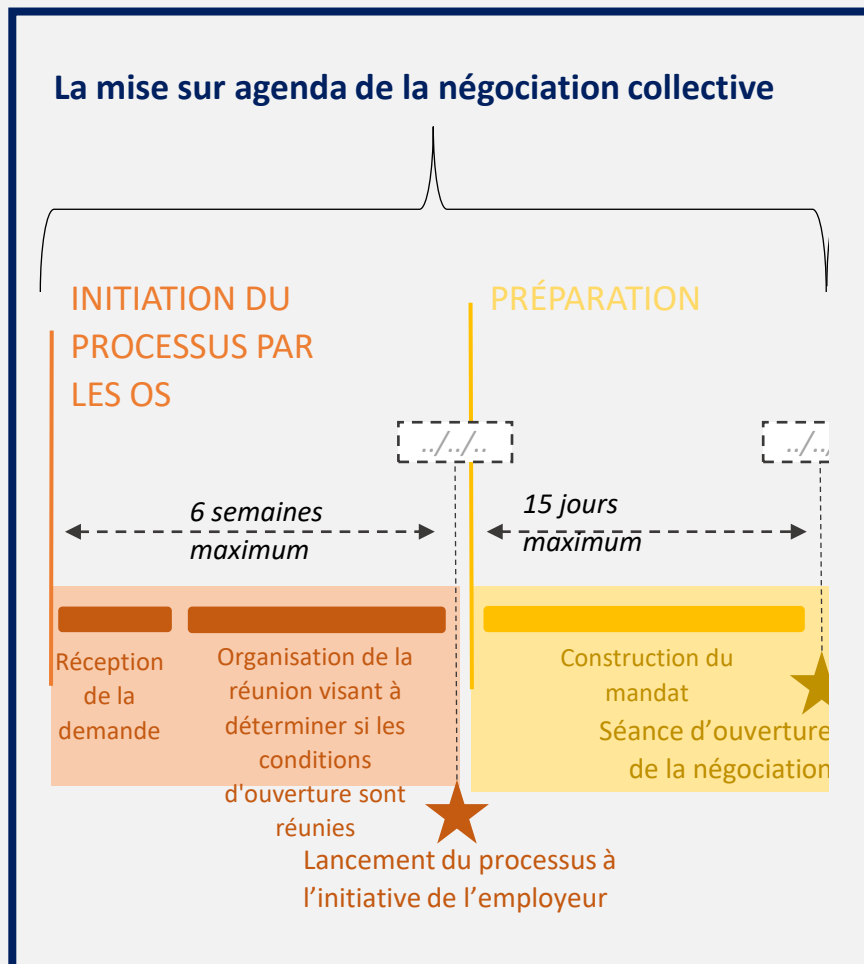 La mise sur agenda de la négociation collective
INITIATION DU
PROCESSUS PAR
LES OS
PRÉPARATION
../../..
../../
6 semaines
maximum
15 jours
maximum
Réception
de la
demande
Organisation de la
réunion visant à
déterminer si les
conditions
d'ouverture sont
réunies
Construction du
mandat
Séance d’ouverture
de la négociation
Lancement du processus à
l’initiative de l’employeur